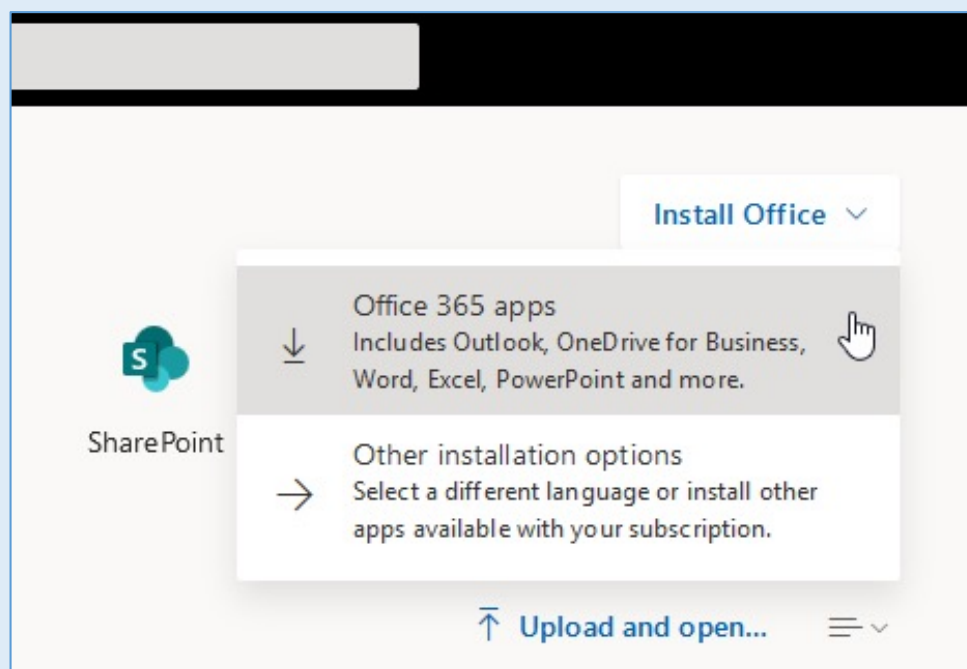 Install Office
Office 365 apps
Includes Outlook, OneDrive for Business,
Word, Excel, PowerPoint and more.
S
SharePoint
Other installation options
Select a different language or install other
apps available with your subscription.
Upload and open...